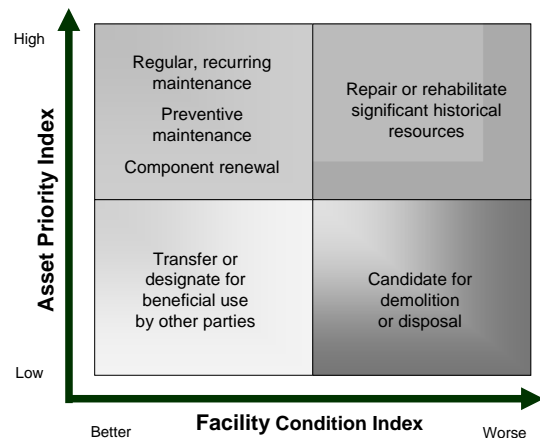 High
Regular, recurring
maintenance
Preventive
maintenance
Component renewal
Repair or rehabilitate
significant historical
resources
Asset Priority Index
Transfer or
designate for
beneficial use
by other parties
Candidate for
demolition
or disposal
Low
Better
Facility Condition Index
Worse